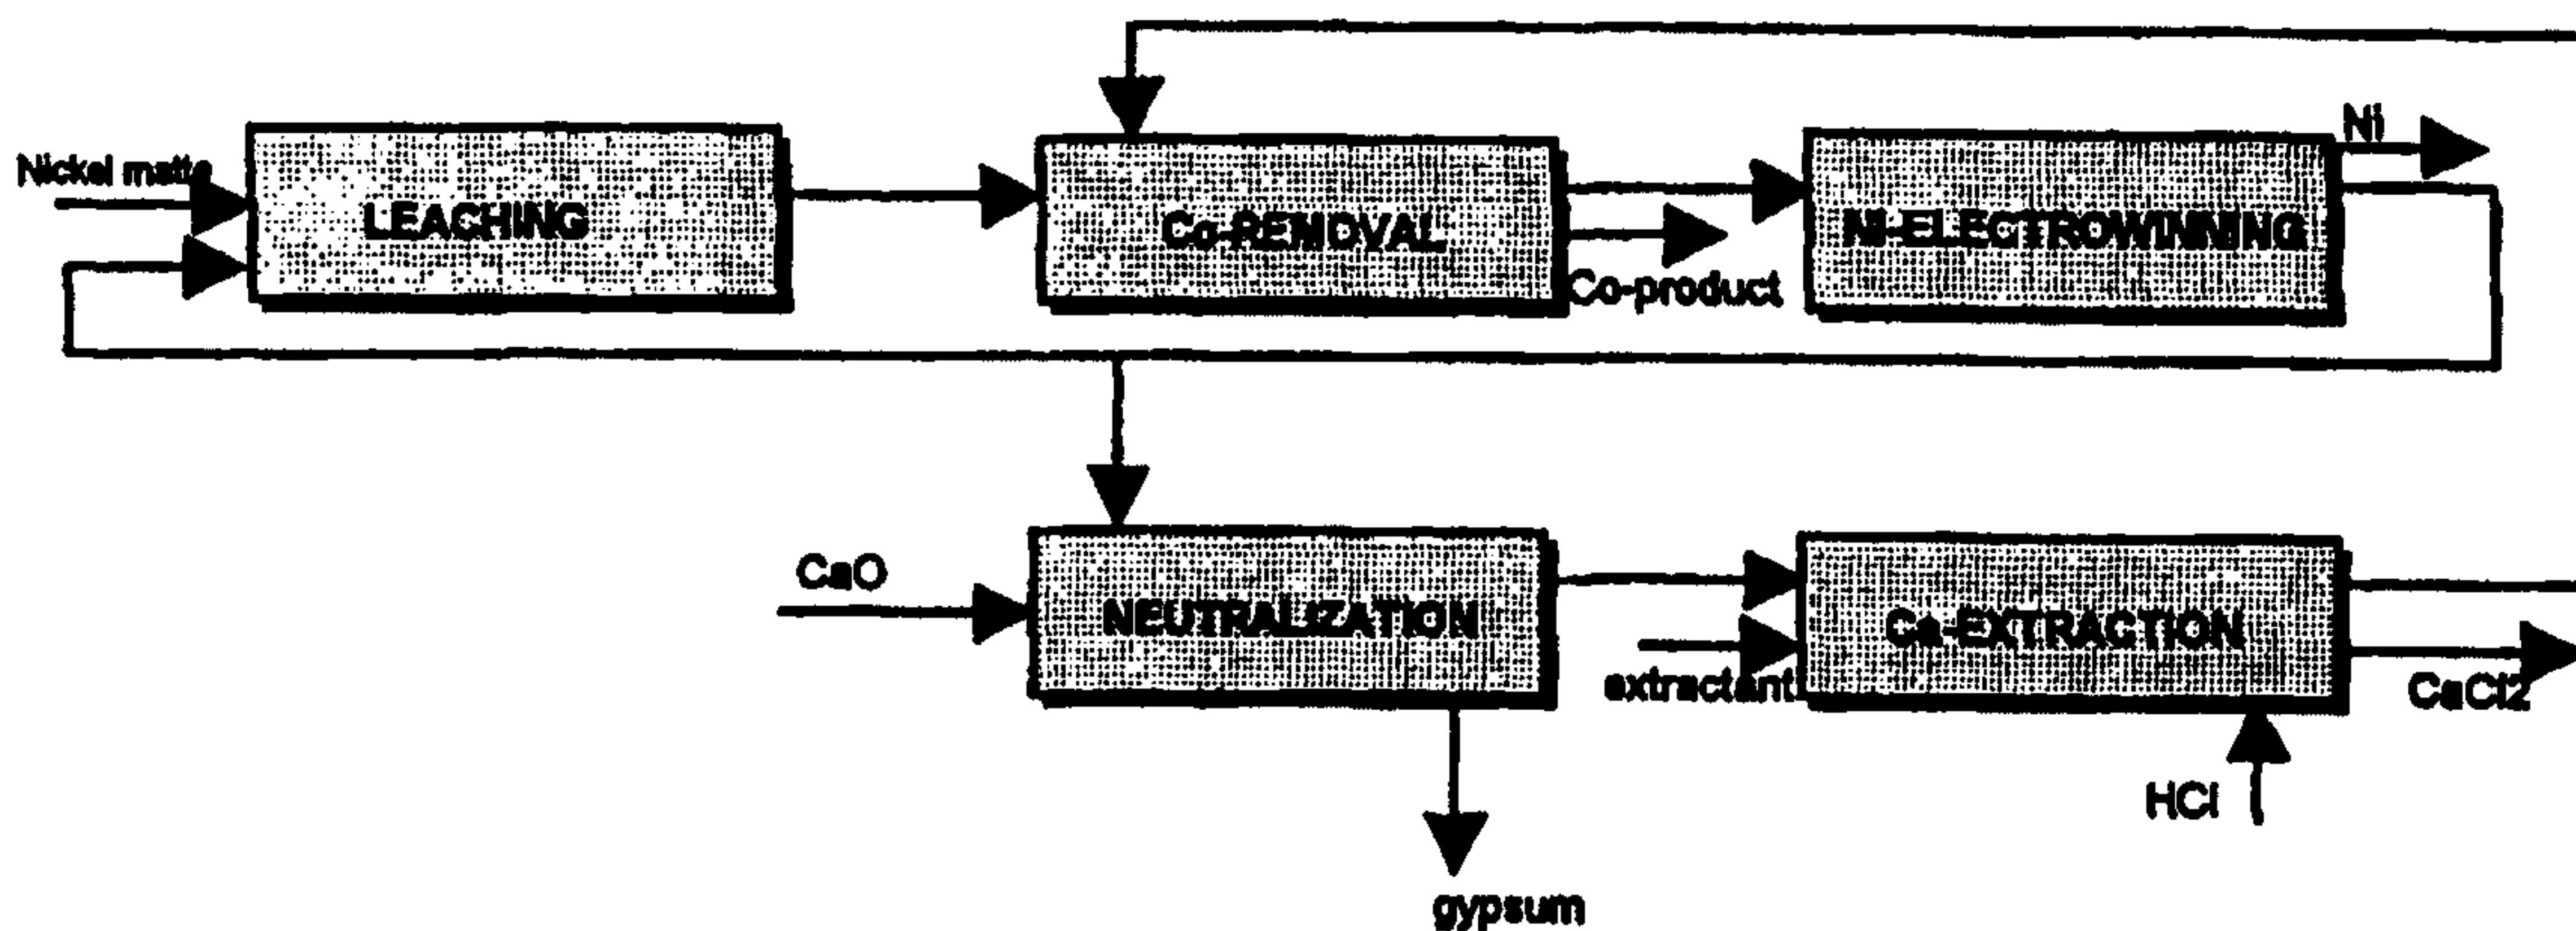 Ni
Nickel matte
LEACHING
Co-REMOVAL
Ni-ELECTROWINNING
Co-product
CaO
NEUTRALIZATION
Ca-EXTRACTION
extractant
CaCl2
HCl
gypsum